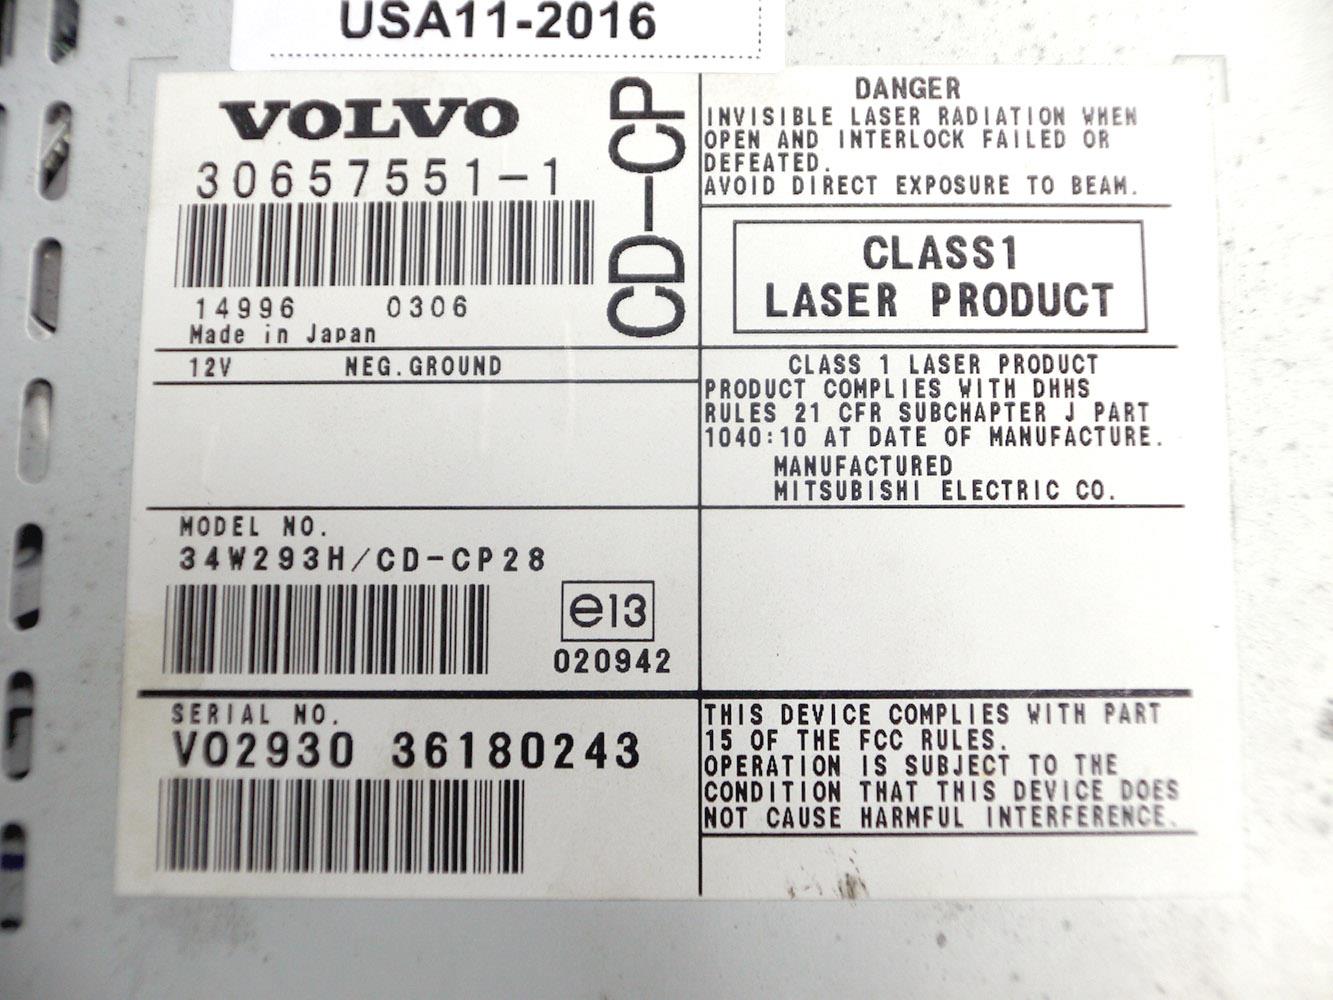 USA11-2016
VOLVO
30657551-1
14996 0306
Made in Japan
CD-CP
12V NEG.GROUND
MODEL NO.
34W293H/CD-CP28
e13
020942
SERIAL NO.
VO2930 36180243
DANGER
INVISIBLE LASER RADIATION WHEN
OPEN AND INTERLOCK FAILED OR
DEFEATED.
AVOID DIRECT EXPOSURE TO BEAM.
CLASS1
LASER PRODUCT
CLASS 1 LASER PRODUCT
PRODUCT COMPLIES WITH DHHS
RULES 21 CFR SUBCHAPTER J PART
1040:10 AT DATE OF MANUFACTURE.
MANUFACTURED
MITSUBISHI ELECTRIC CO.
THIS DEVICE COMPLIES WITH PART
15 OF THE FCC RULES.
OPERATION IS SUBJECT TO THE
CONDITION THAT THIS DEVICE DOES
NOT CAUSE HARMFUL INTERFERENCE.